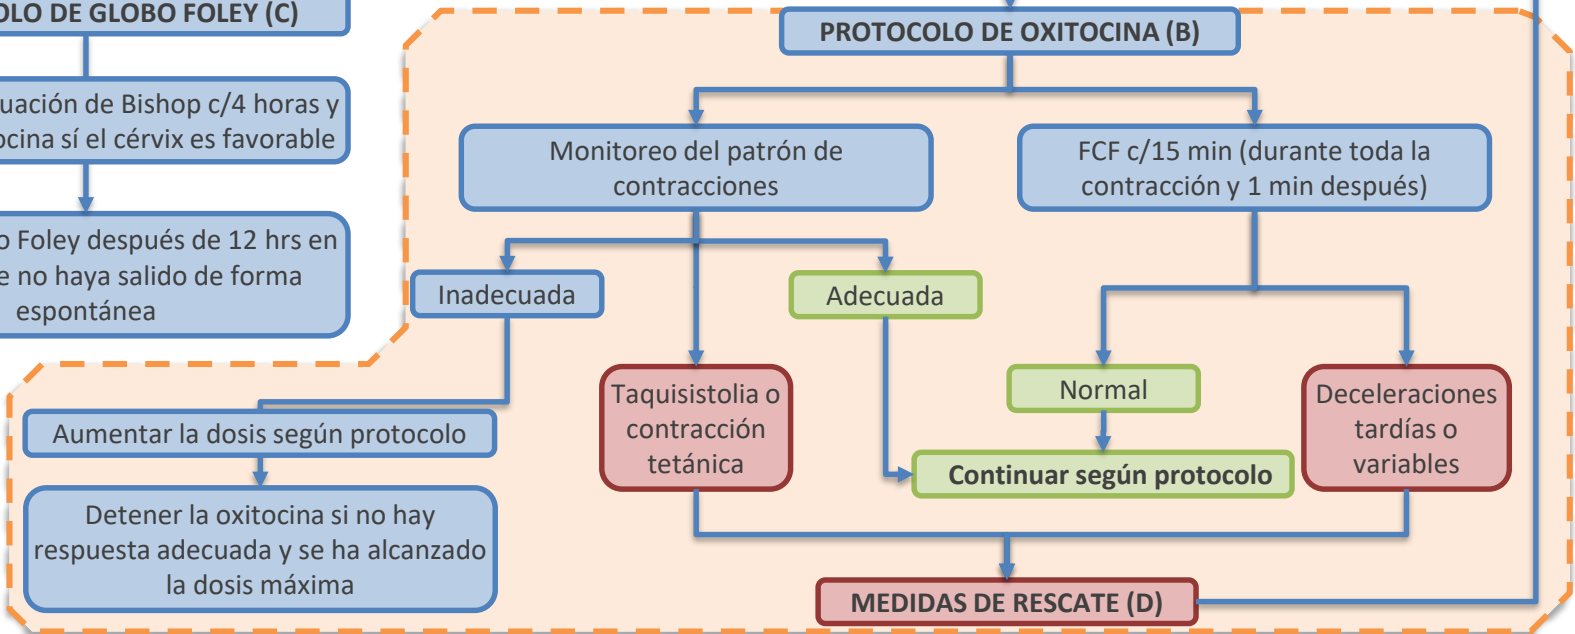 OLO DE GLOBO FOLEY (C)
uación de Bishop c/4 horas y
ocina sí el cérvix es favorable
o Foley después de 12 hrs en
e no haya salido de forma
espontánea
PROTOCOLO DE OXITOCINA (B)
Monitoreo del patrón de
contracciones
FCF c/15 min (durante toda la
contracción y 1 min después)
Inadecuada
Adecuada
Taquisistolia o
contracción
tetánica
Normal
Deceleraciones
tardías o
variables
Aumentar la dosis según protocolo
Continuar según protocolo
Detener la oxitocina si no hay
respuesta adecuada y se ha alcanzado
la dosis máxima
MEDIDAS DE RESCATE (D)